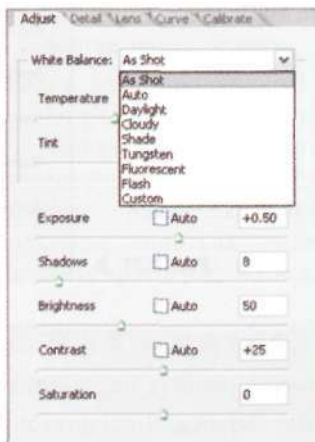 Adjust Detail Lens Curve Calibrate
White Balance: As Shot
As Shot
Auto
Temperature
Daylight
Cloudy
Tint
Shade
Tungsten
Fluorescent
Flash
Custom
Exposure Auto +0.50
Shadows Auto 8
Brightness Auto 50
Contrast Auto +25
Saturation 0